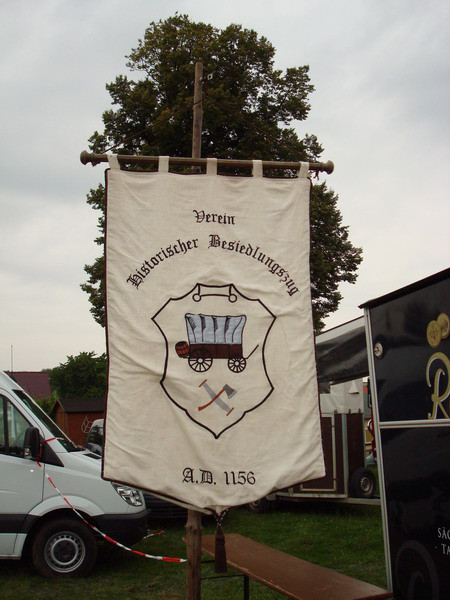 Verein
Historischer Besiedlungszug
A.D. 1156